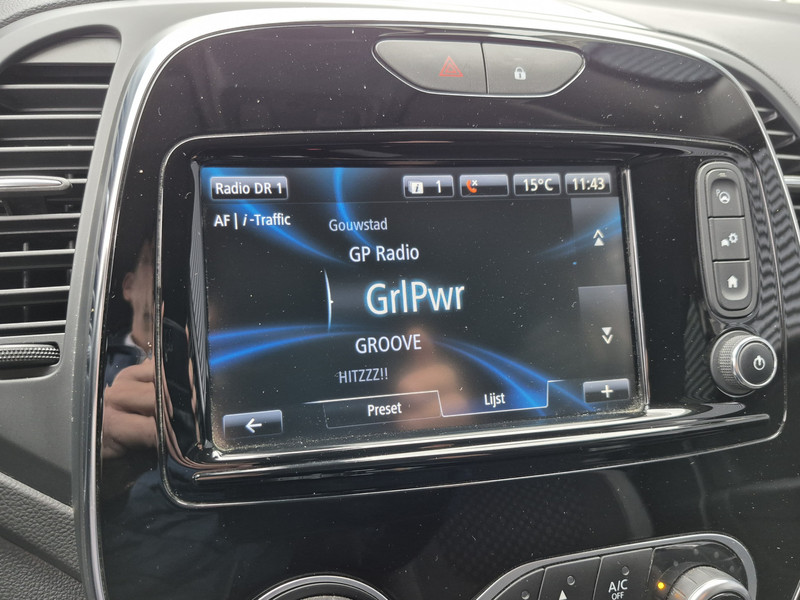 Radio DR 1
i 1
15°C
11:43
AF | i-Traffic
Gouwstad
GP Radio
GrlPwr
GROOVE
HITZZZ!!
Preset
Lijst
+
A/C
OFF